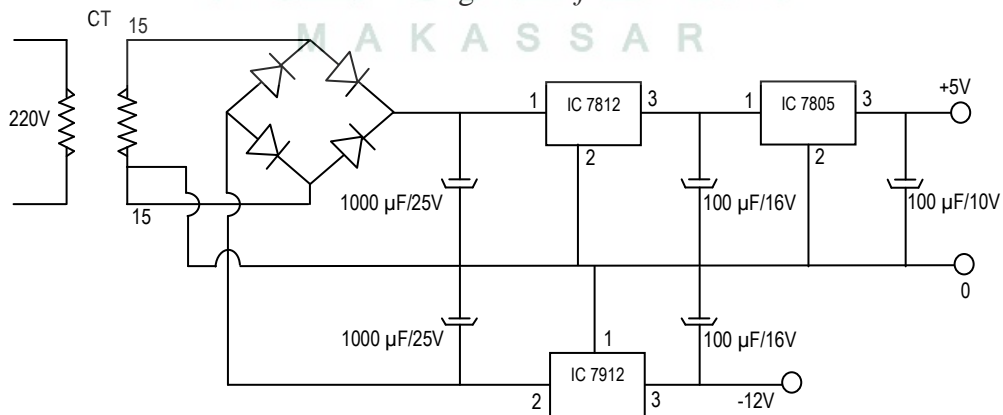 MAKASSAR
CT
15
220V
15
1
IC 7812
3
2
1
IC 7805
3
2
+5V
1000 µF/25V
100 µF/16V
100 µF/10V
0
1000 µF/25V
100 µF/16V
1
IC 7912
2
3
-12V